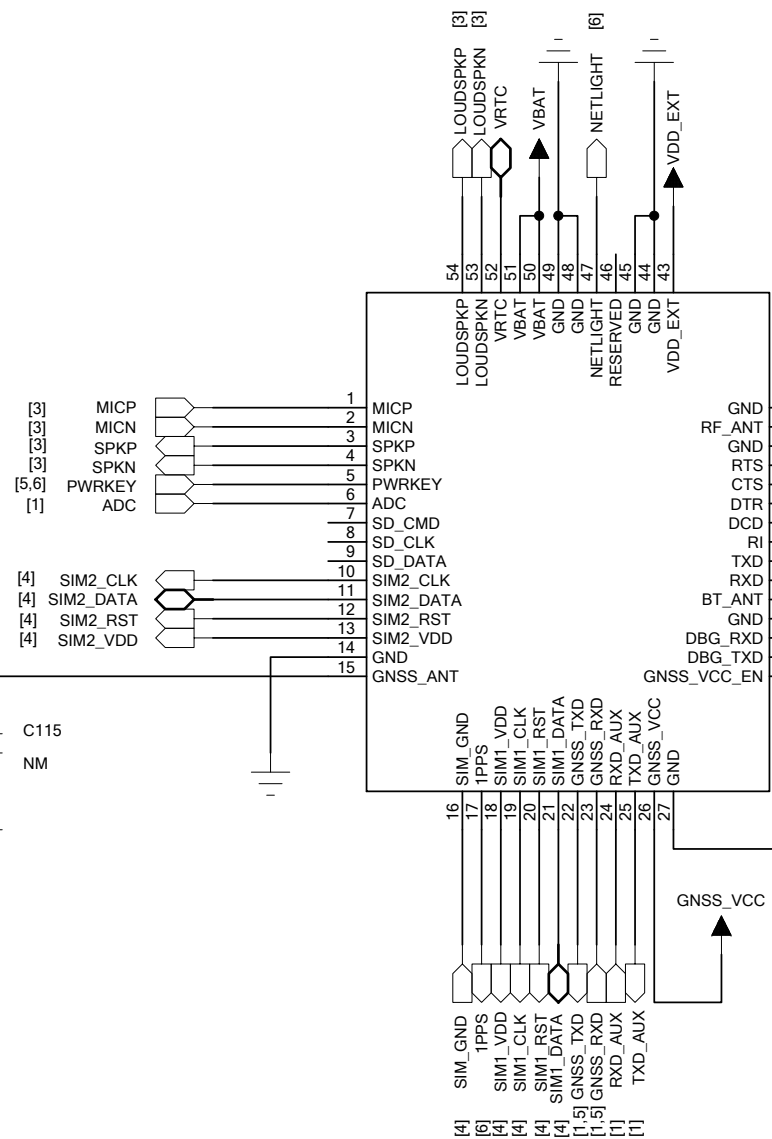 [3] [3] [6]
LOUDSPKP
LOUDSPKN
VRTC
VBAT
NETLIGHT
VDD_EXT
54 53 52 51 50 49 48 47 46 45 44 43
LOUDSPKP
LOUDSPKN
VRTC
VBAT
VBAT
GND
GND
NETLIGHT
RESERVED
GND
GND
VDD_EXT
[3] MICP 1 MICP
[3] MICN 2 MICN
[3] SPKP 3 SPKP
[3] SPKN 4 SPKN
[5,6] PWRKEY 5 PWRKEY
[1] ADC 6 ADC
7 SD_CMD
8 SD_CLK
9 SD_DATA
[4] SIM2_CLK 10 SIM2_CLK
[4] SIM2_DATA 11 SIM2_DATA
[4] SIM2_RST 12 SIM2_RST
[4] SIM2_VDD 13 SIM2_VDD
14 GND
15 GNSS_ANT
GND
RF_ANT
GND
RTS
CTS
DTR
DCD
RI
TXD
RXD
BT_ANT
GND
DBG_RXD
DBG_TXD
GNSS_VCC_EN
C115
NM
SIM_GND
1PPS
SIM1_VDD
SIM1_CLK
SIM1_RST
SIM1_DATA
GNSS_TXD
GNSS_RXD
RXD_AUX
TXD_AUX
GNSS_VCC
GND
16 17 18 19 20 21 22 23 24 25 26 27
GNSS_VCC
[4] SIM_GND
[6] 1PPS
[4] SIM1_VDD
[4] SIM1_CLK
[4] SIM1_RST
[4] SIM1_DATA
[1,5] GNSS_TXD
[1,5] GNSS_RXD
[1] RXD_AUX
[1] TXD_AUX